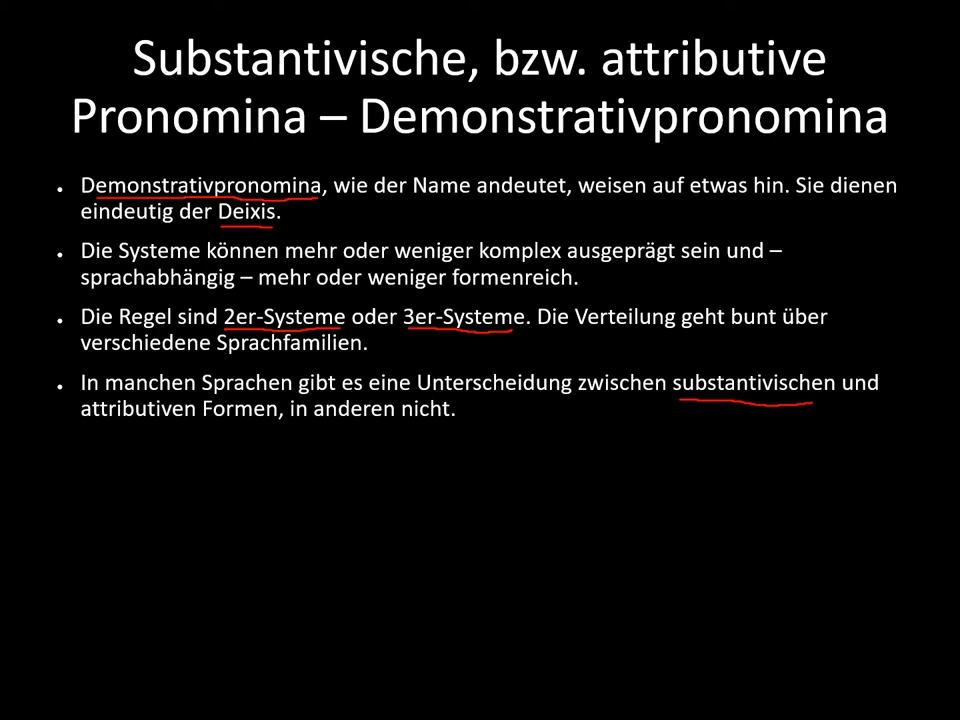 Substantivische, bzw. attributive
Pronomina – Demonstrativpronomina
● Demonstrativpronomina, wie der Name andeutet, weisen auf etwas hin. Sie dienen
eindeutig der Deixis.
● Die Systeme können mehr oder weniger komplex ausgeprägt sein und –
sprachabhängig – mehr oder weniger formenreich.
● Die Regel sind 2er-Systeme oder 3er-Systeme. Die Verteilung geht bunt über
verschiedene Sprachfamilien.
● In manchen Sprachen gibt es eine Unterscheidung zwischen substantivischen und
attributiven Formen, in anderen nicht.